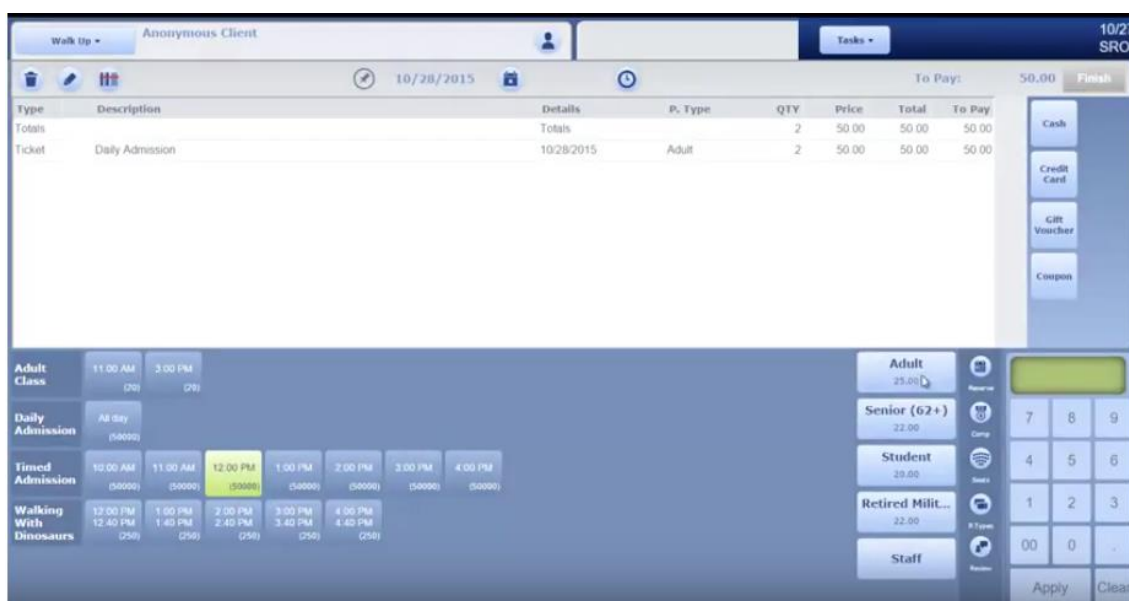 Walk Up
Anonymous Client
Tasks
10/27
SRO
10/28/2015
To Pay: 50.00 Finish
Type Description Details P. Type QTY Price Total To Pay
Totals Totals 2 50.00 50.00 50.00
Ticket Daily Admission 10/28/2015 Adult 2 50.00 50.00 50.00
Cash
Credit
Card
Gift
Voucher
Coupon
Adult
Class
11:00 AM 3:00 PM
(20) (20)
Daily
Admission
All day
(50000)
Timed
Admission
10:00 AM 11:00 AM 12:00 PM 1:00 PM 2:00 PM 3:00 PM 4:00 PM
(50000) (50000) (50000) (50000) (50000) (50000) (50000)
Walking
With
Dinosaurs
12:00 PM 1:00 PM 2:00 PM 3:00 PM 4:00 PM
12:40 PM 1:40 PM 2:40 PM 3:40 PM 4:40 PM
(250) (250) (250) (250) (250)
Adult
25.00
Senior (62+)
22.00
Student
20.00
Retired Milit...
22.00
Staff
Reserve
Comp
Seats
P.Types
Review
7 8 9
4 5 6
1 2 3
00 0 .
Apply Clear